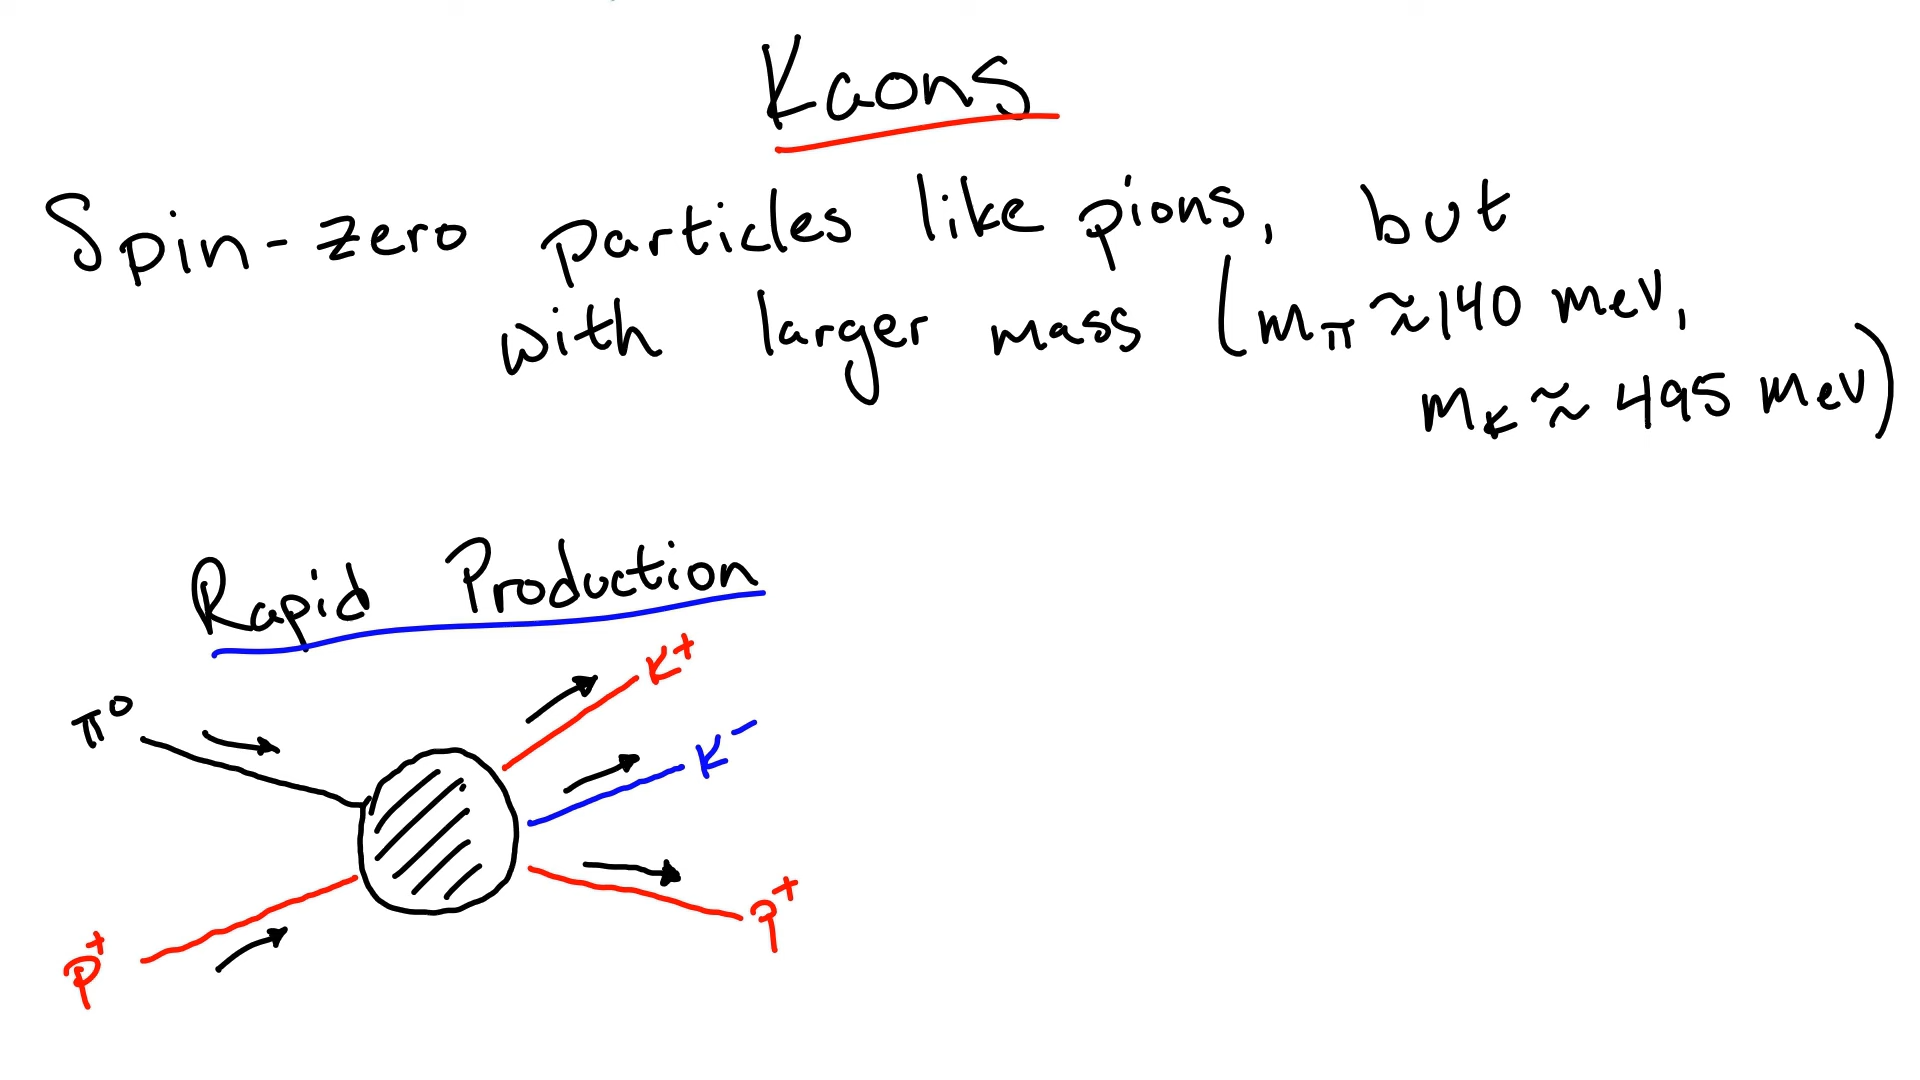 Kaons
Spin-zero particles like pions, but
with larger mass (mπ ≈ 140 MeV,
mK ≈ 495 MeV)
Rapid Production
K⁺
π⁰
K⁻
p⁺
p⁺